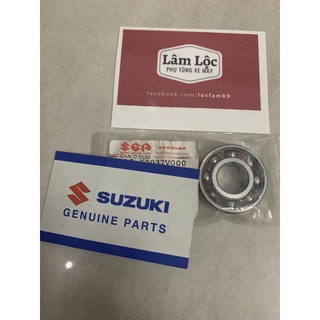 Lâm Lộc
PHỤ TÙNG XE MÁY
facebook.com/loclam89
SGP
SUZUKI
GENUINE PARTS